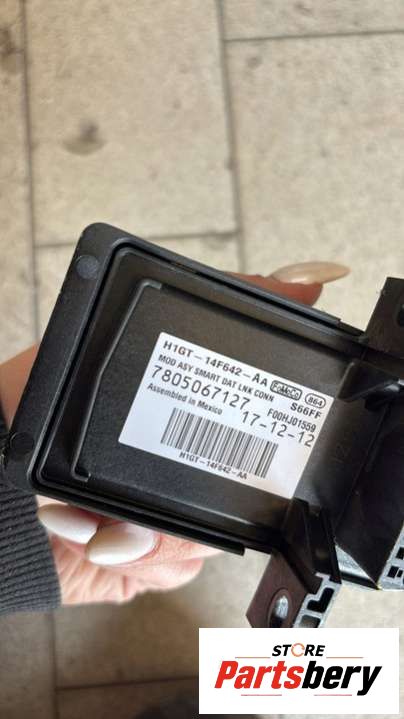 H1GT-14F642-AA FoMoCo 864
MOD ASY SMART DAT LNK CONN S66FF
7805067127 F00HJ01559
Assembled in Mexico 17-12-12
H1GT-14F642-AA
STORE
Partsbery